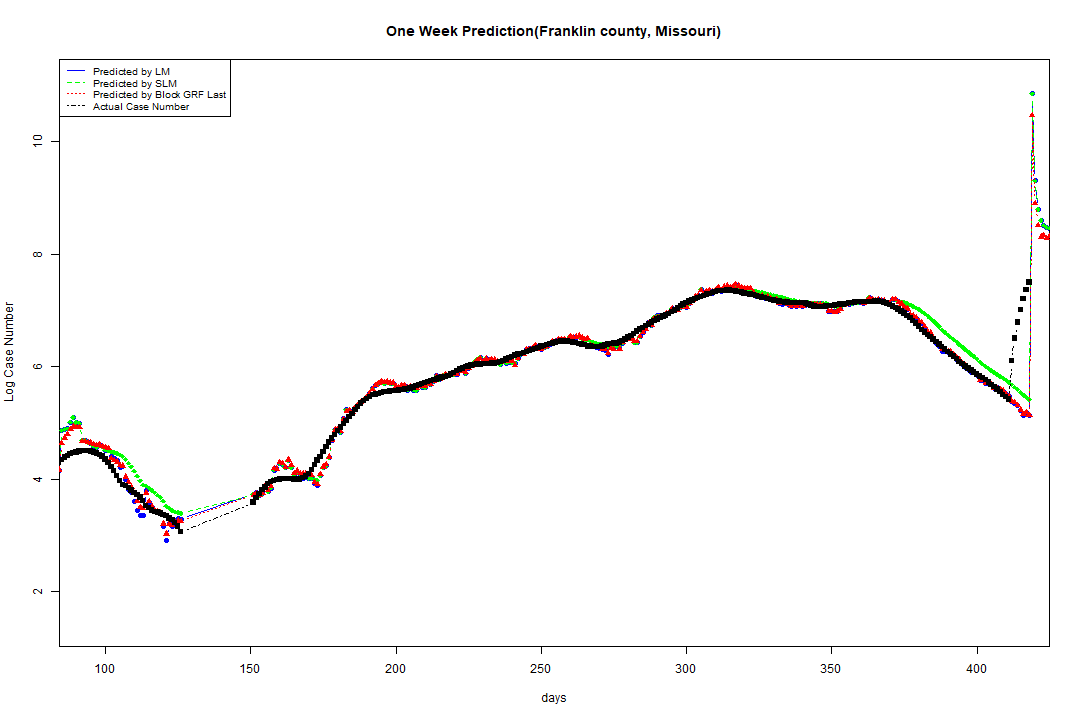 One Week Prediction(Franklin county, Missouri)
Predicted by LM
Predicted by SLM
Predicted by Block GRF Last
Actual Case Number
Log Case Number
10
8
6
4
2
100 150 200 250 300 350 400
days